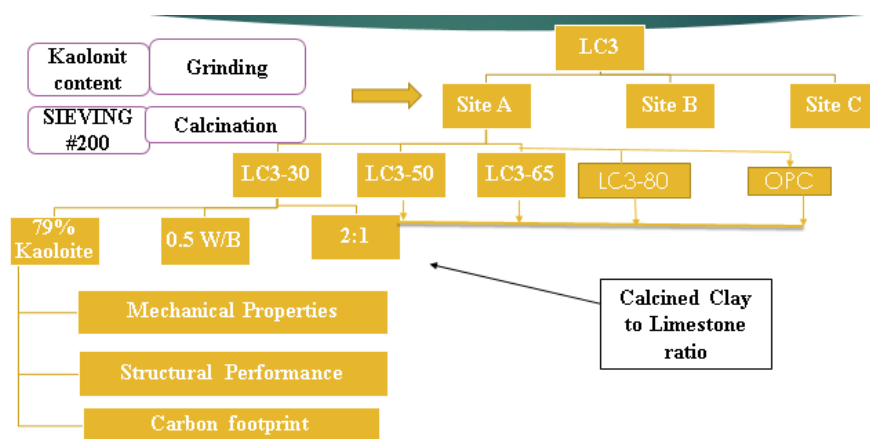 LC3
Kaolonit
content
Grinding
SIEVING
#200
Calcination
Site A
Site B
Site C
LC3-30
LC3-50
LC3-65
LC3-80
OPC
79%
Kaoloite
0.5 W/B
2:1
Mechanical Properties
Structural Performance
Carbon footprint
Calcined Clay
to Limestone
ratio